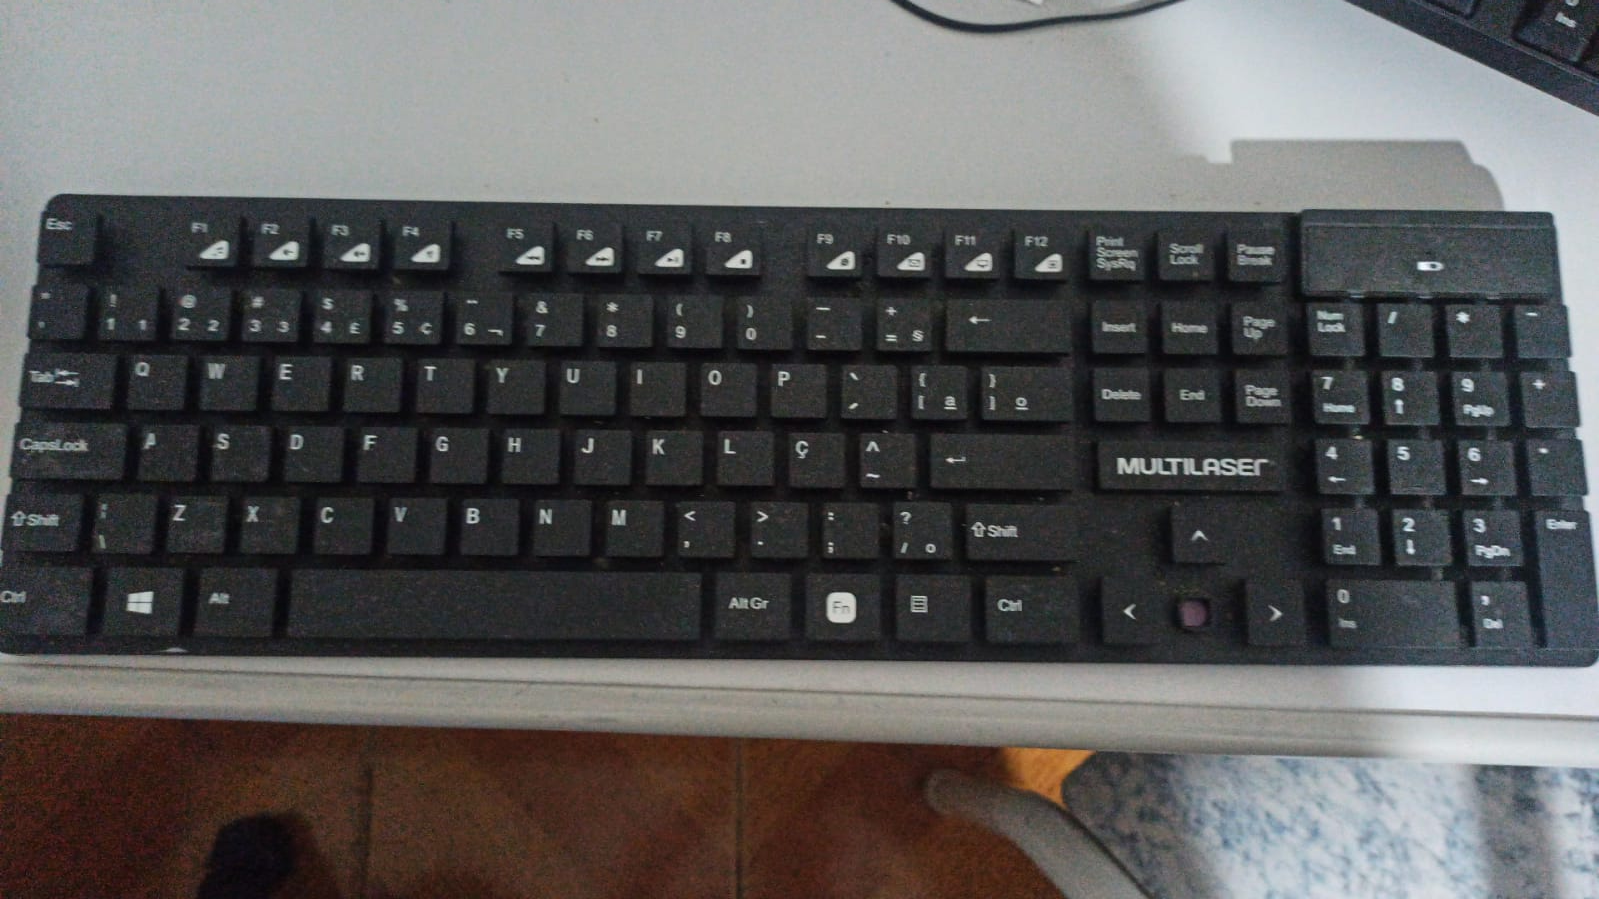 Esc F1 F2 F3 F4 F5 F6 F7 F8 F9 F10 F11 F12 Print Screen SysRq Scroll Lock Pause Break
" ' ! 1 1 @ 2 2 # 3 3 $ 4 £ % 5 ¢ ¨ 6 ¬ & 7 * 8 ( 9 ) 0 _ - + = § ← Insert Home Page Up Num Lock / * -
Tab Q W E R T Y U I O P ` ´ { [ ª } ] º Delete End Page Down 7 Home 8 ↑ 9 PgUp +
CapsLock A S D F G H J K L Ç ^ ~ ↵ MULTILASER 4 ← 5 6 → .
⇧Shift | \ Z X C V B N M < , > . : ; ? / ° ⇧Shift ^ 1 End 2 ↓ 3 PgDn Enter
Ctrl Alt Alt Gr Fn Ctrl < > 0 Ins , Del